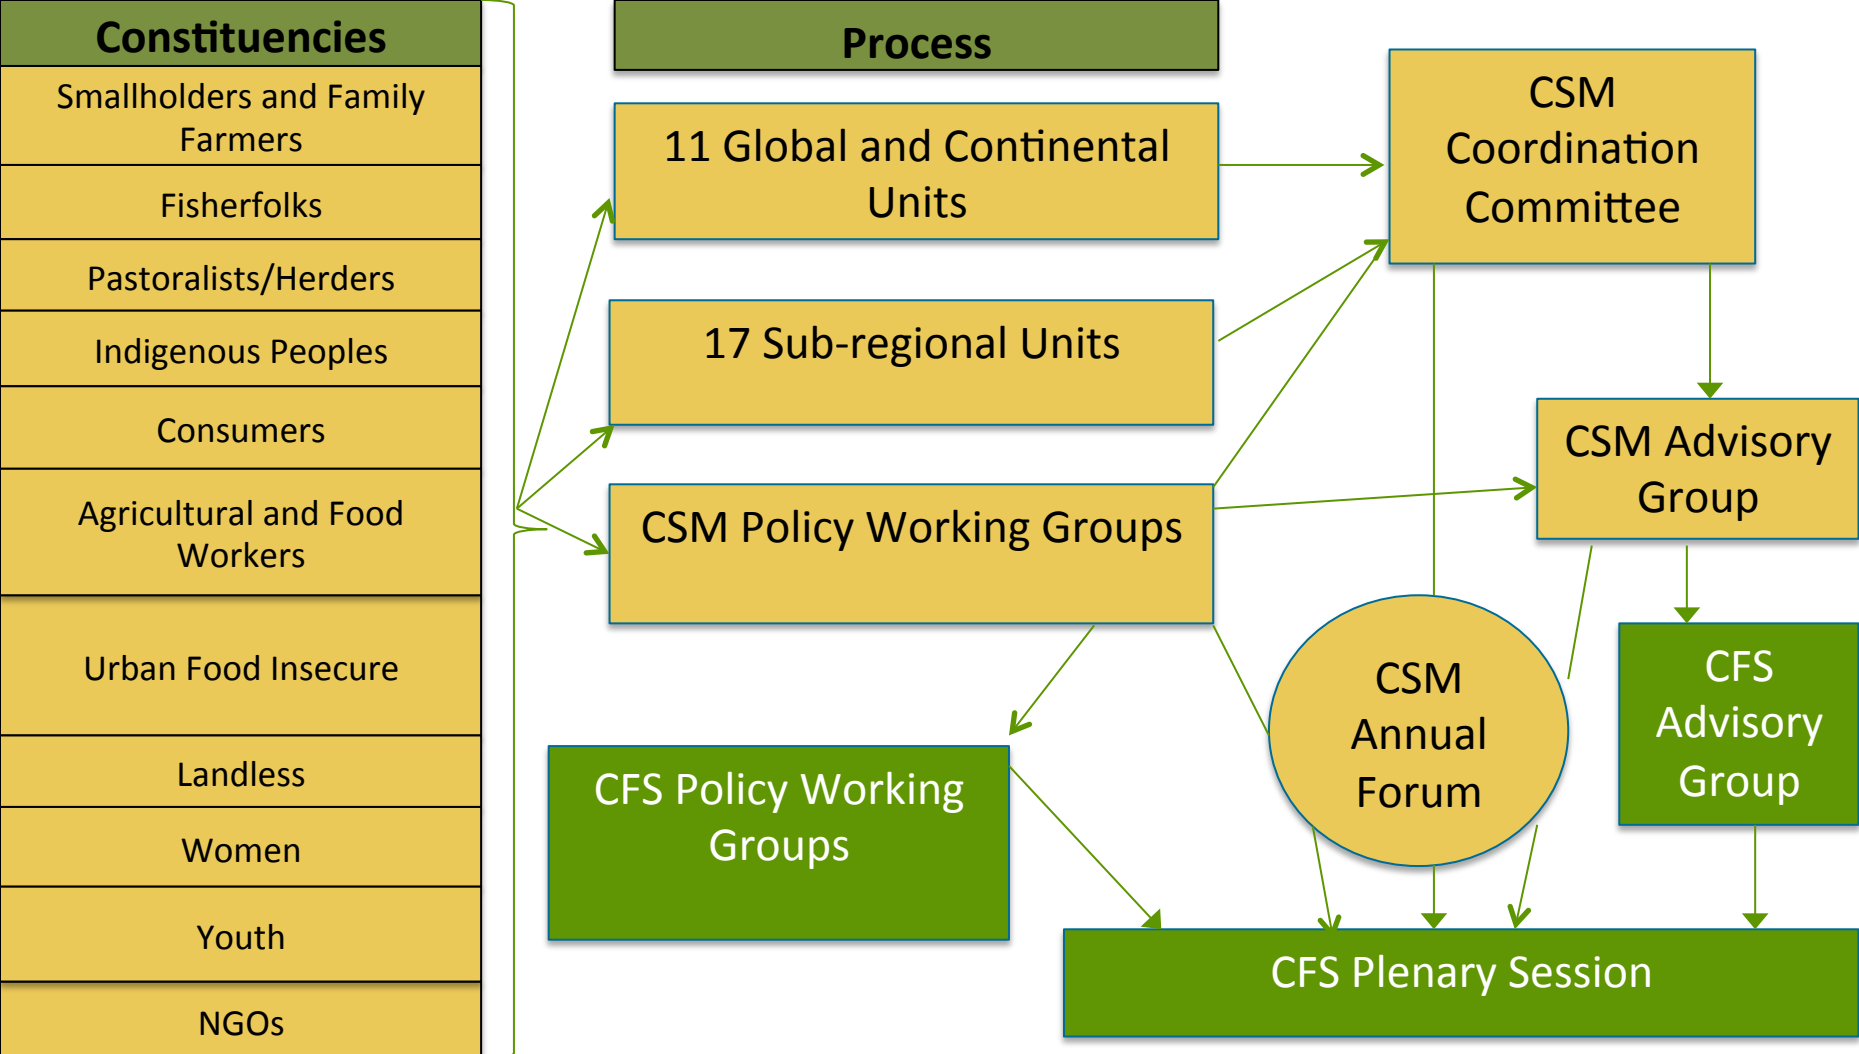 Constituencies
Smallholders and Family
Farmers
Fisherfolks
Pastoralists/Herders
Indigenous Peoples
Consumers
Agricultural and Food
Workers
Urban Food Insecure
Landless
Women
Youth
NGOs
Process
11 Global and Continental
Units
17 Sub-regional Units
CSM Policy Working Groups
CFS Policy Working
Groups
CSM
Coordination
Committee
CSM Advisory
Group
CSM
Annual
Forum
CFS
Advisory
Group
CFS Plenary Session